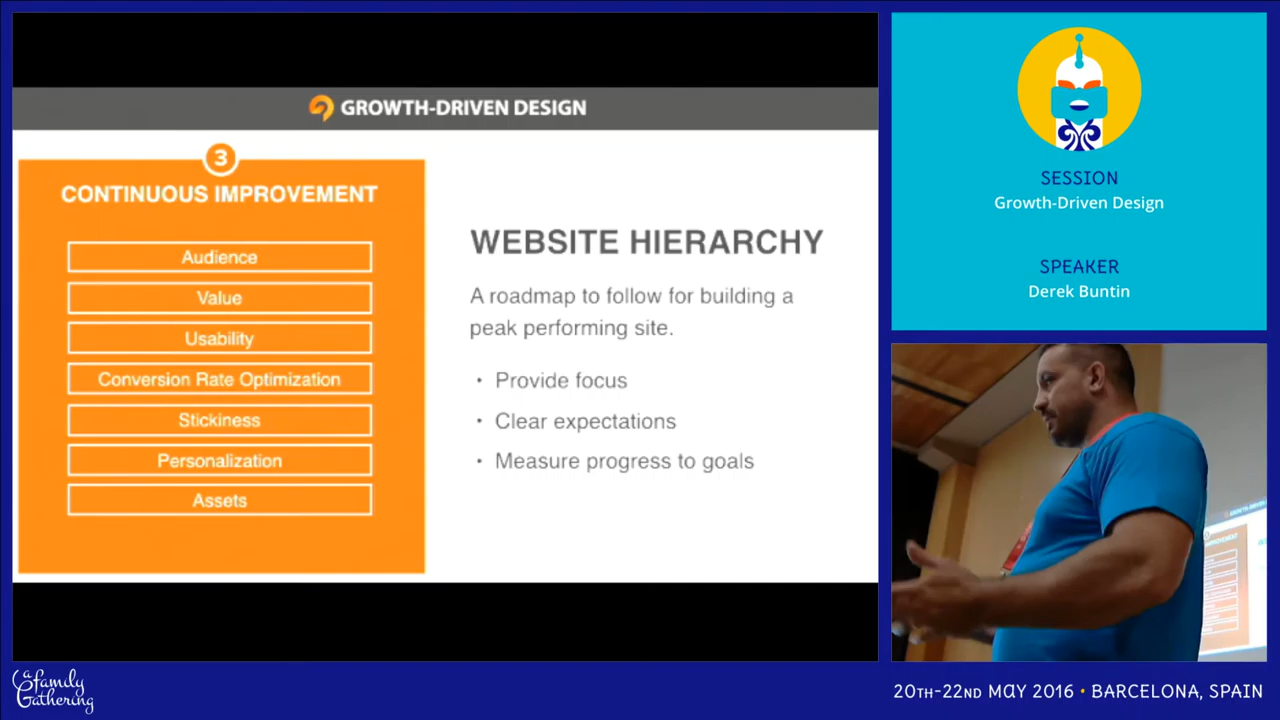 GROWTH-DRIVEN DESIGN
3
CONTINUOUS IMPROVEMENT
Audience
Value
Usability
Conversion Rate Optimization
Stickiness
Personalization
Assets
WEBSITE HIERARCHY
A roadmap to follow for building a
peak performing site.
• Provide focus
• Clear expectations
• Measure progress to goals
SESSION
Growth-Driven Design
SPEAKER
Derek Buntin
a family
Gathering
20TH-22ND MAY 2016 • BARCELONA, SPAIN